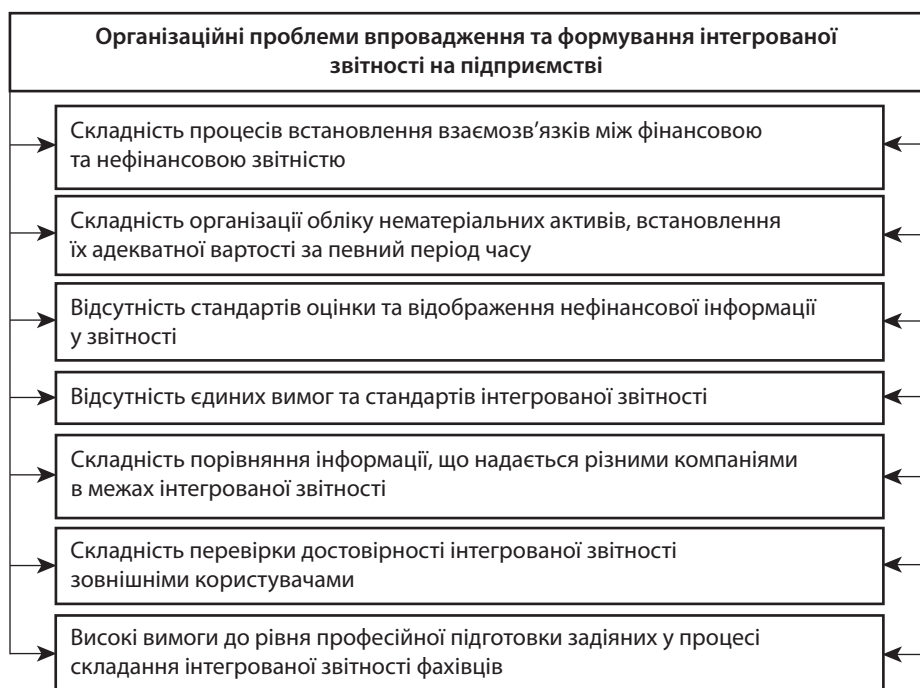 Організаційні проблеми впровадження та формування інтегрованої
звітності на підприємстві
Складність процесів встановлення взаємозв'язків між фінансовою
та нефінансовою звітністю
Складність організації обліку нематеріальних активів, встановлення
їх адекватної вартості за певний період часу
Відсутність стандартів оцінки та відображення нефінансової інформації
у звітності
Відсутність єдиних вимог та стандартів інтегрованої звітності
Складність порівняння інформації, що надається різними компаніями
в межах інтегрованої звітності
Складність перевірки достовірності інтегрованої звітності
зовнішніми користувачами
Високі вимоги до рівня професійної підготовки задіяних у процесі
складання інтегрованої звітності фахівців